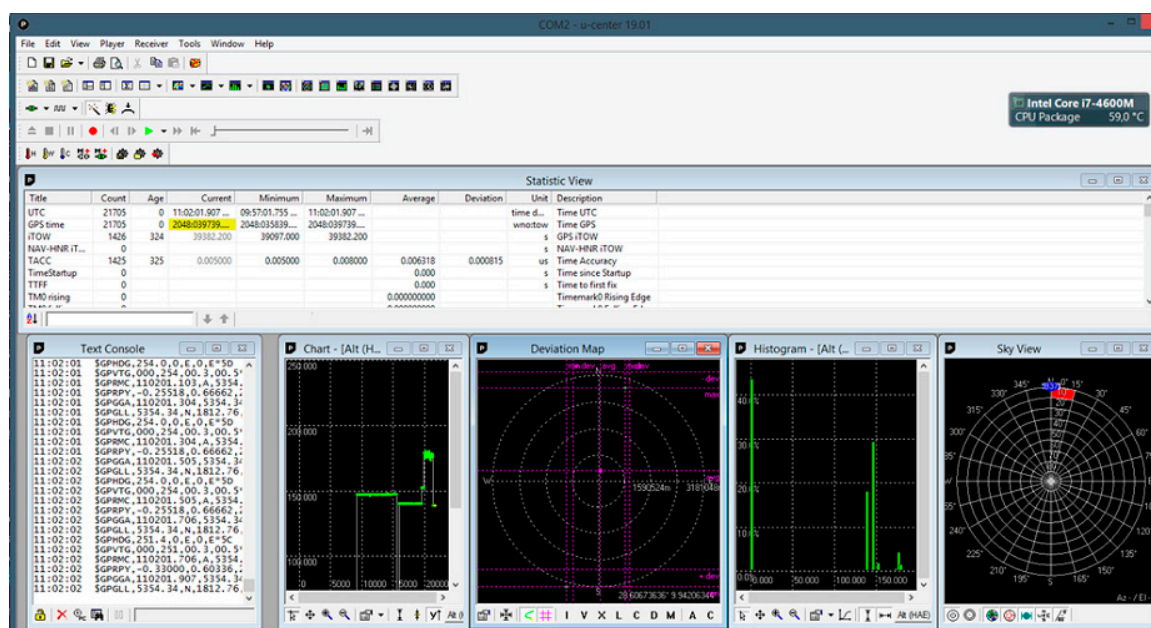 COM2 - u-center 19.01
File Edit View Player Receiver Tools Window Help
Intel Core i7-4600M
CPU Package 59,0 °C
Statistic View
Title Count Age Current Minimum Maximum Average Deviation Unit Description
UTC 21705 0 11:02:01.907 ... 09:57:01.755 ... 11:02:01.907 ... time d... Time UTC
GPS time 21705 0 2048:039739.... 2048:035839.... 2048:039739.... wno:tow Time GPS
iTOW 1426 324 39382.200 39097.000 39382.200 s GPS iTOW
NAV-HNR iT... 0 s NAV-HNR iTOW
TACC 1425 325 0.005000 0.005000 0.008000 0.006318 0.000815 us Time Accuracy
TimeStartup 0 0.000 s Time since Startup
TTFF 0 0.000 s Time to first fix
TM0 rising 0 0.000000000 Timemark0 Rising Edge
Text Console
11:02:01 $GPHDG,254.0,0,E,0,E*5D
11:02:01 $GPVTG,000,254,00.3,00.5
11:02:01 $GPRMC,110201.103,A,5354.
11:02:01 $GPRPY,-0.25518,0.66662,
11:02:01 $GPGGA,110201.304,5354.34
11:02:01 $GPGLL,5354.34,N,1812.76,
11:02:01 $GPHDG,254.0,0,E,0,E*5D
11:02:01 $GPVTG,000,254,00.3,00.5
11:02:01 $GPRMC,110201.304,A,5354.
11:02:01 $GPRPY,-0.25518,0.66662,
11:02:02 $GPGGA,110201.505,5354.34
11:02:02 $GPGLL,5354.34,N,1812.76,
11:02:02 $GPHDG,254.0,0,E,0,E*5D
11:02:02 $GPVTG,000,254,00.3,00.5
11:02:02 $GPRMC,110201.505,A,5354.
11:02:02 $GPRPY,-0.25518,0.66662,
11:02:02 $GPGGA,110201.706,5354.34
11:02:02 $GPGLL,5354.34,N,1812.76,
11:02:02 $GPHDG,251.4,0,E,0,E*5C
11:02:02 $GPVTG,000,251,00.3,00.5
11:02:02 $GPRMC,110201.706,A,5354.
11:02:02 $GPRPY,-0.33000,0.60336,
11:02:02 $GPGGA,110201.907,5354.34
Chart - [Alt (H...
250.000
200.000
150.000
100.000
0 5000 10000 15000 20000
Alt (
Deviation Map
avg
dev
max
N
W
1590524m 3181048m
+ dev
S
I V X L C D M A C
Histogram - [Alt (...
50.000 100.000 150.000
Alt (HAE)
Sky View
345° N 15°
330° 30°
315° 45°
300° 60°
240°
225° 135°
210° 150°
195° S 165°
Az - / El -